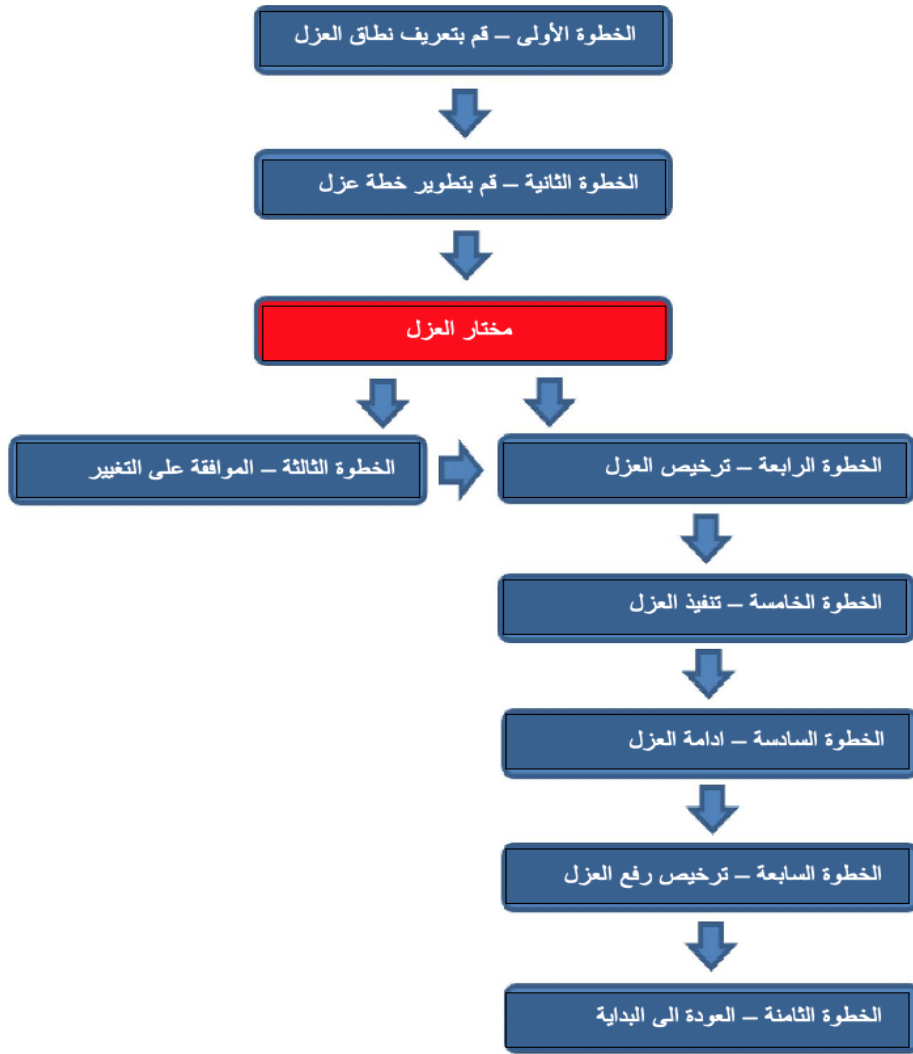 الخطوة الأولى – قم بتعريف نطاق العزل
الخطوة الثانية – قم بتطوير خطة عزل
مختار العزل
الخطوة الثالثة – الموافقة على التغيير
الخطوة الرابعة – ترخيص العزل
الخطوة الخامسة – تنفيذ العزل
الخطوة السادسة – ادامة العزل
الخطوة السابعة – ترخيص رفع العزل
الخطوة الثامنة – العودة الى البداية